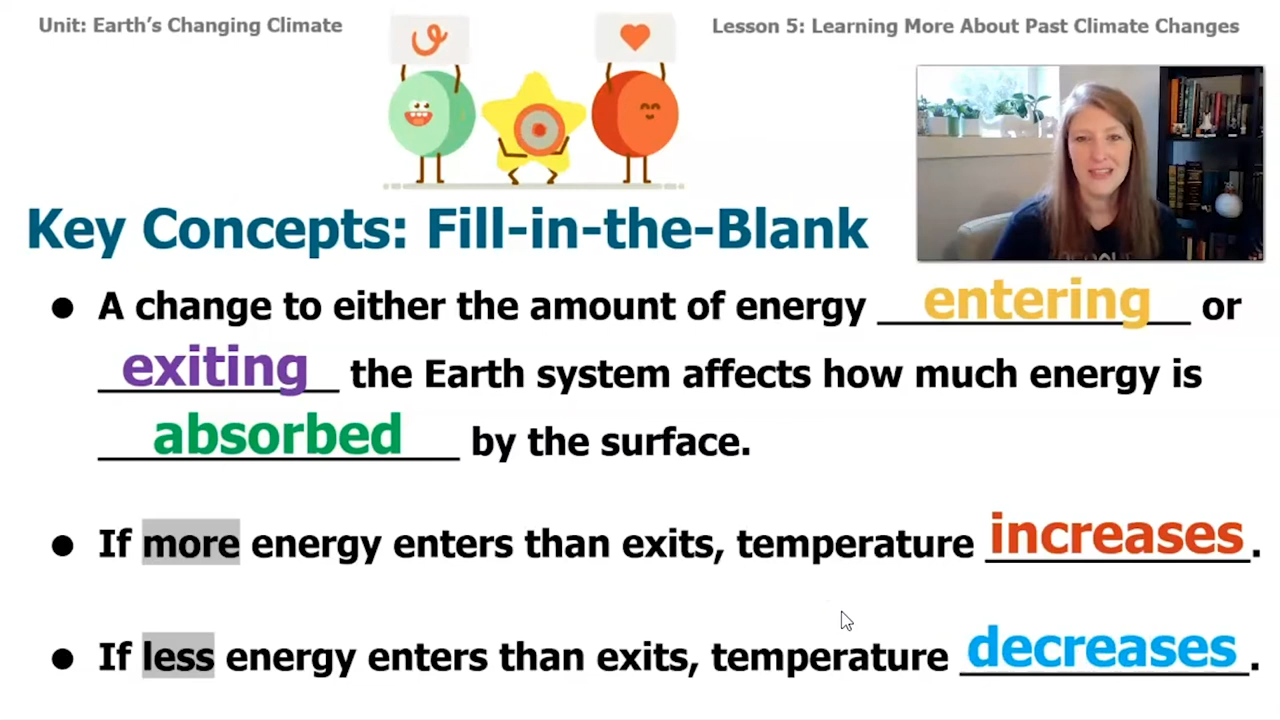 Unit: Earth's Changing Climate
Lesson 5: Learning More About Past Climate Changes
Key Concepts: Fill-in-the-Blank
● A change to either the amount of energy entering or
exiting the Earth system affects how much energy is
absorbed by the surface.
● If more energy enters than exits, temperature increases.
● If less energy enters than exits, temperature decreases.